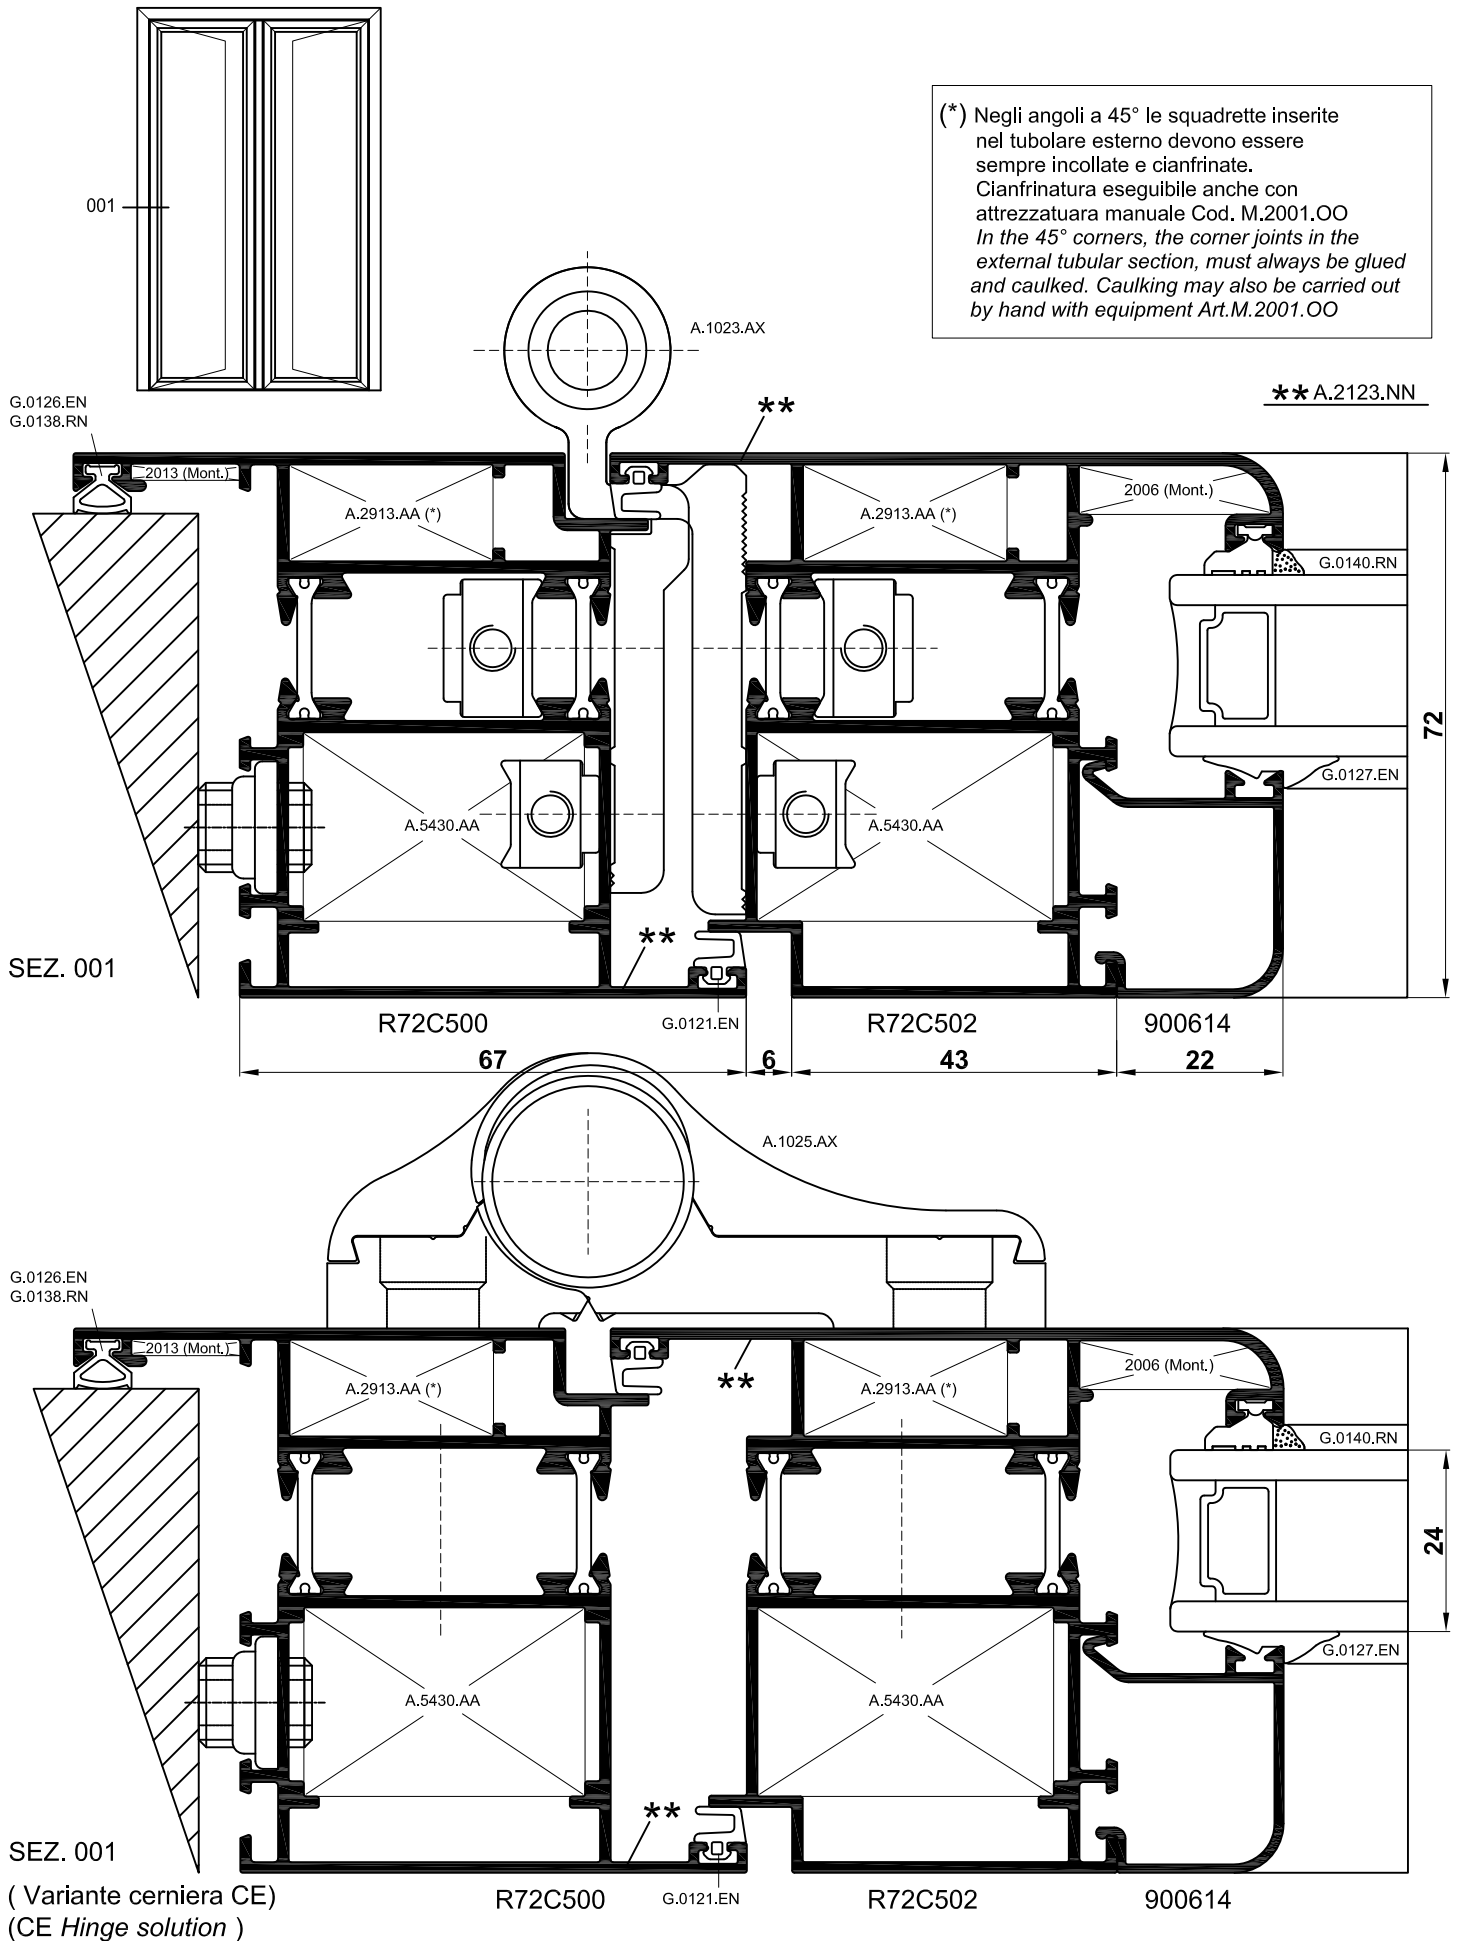 001
(*) Negli angoli a 45° le squadrette inserite
nel tubolare esterno devono essere
sempre incollate e cianfrinate.
Cianfrinatura eseguibile anche con
attrezzatuara manuale Cod. M.2001.OO
In the 45° corners, the corner joints in the
external tubular section, must always be glued
and caulked. Caulking may also be carried out
by hand with equipment Art.M.2001.OO
A.1023.AX
** A.2123.NN
G.0126.EN
G.0138.RN
**
2013 (Mont.)
A.2913.AA (*)
A.2913.AA (*)
2006 (Mont.)
G.0140.RN
72
G.0127.EN
A.5430.AA
A.5430.AA
**
SEZ. 001
R72C500
G.0121.EN
R72C502
900614
67
6
43
22
A.1025.AX
G.0126.EN
G.0138.RN
2013 (Mont.)
A.2913.AA (*)
**
A.2913.AA (*)
2006 (Mont.)
G.0140.RN
24
G.0127.EN
A.5430.AA
A.5430.AA
**
SEZ. 001
( Variante cerniera CE)
(CE Hinge solution )
R72C500
G.0121.EN
R72C502
900614